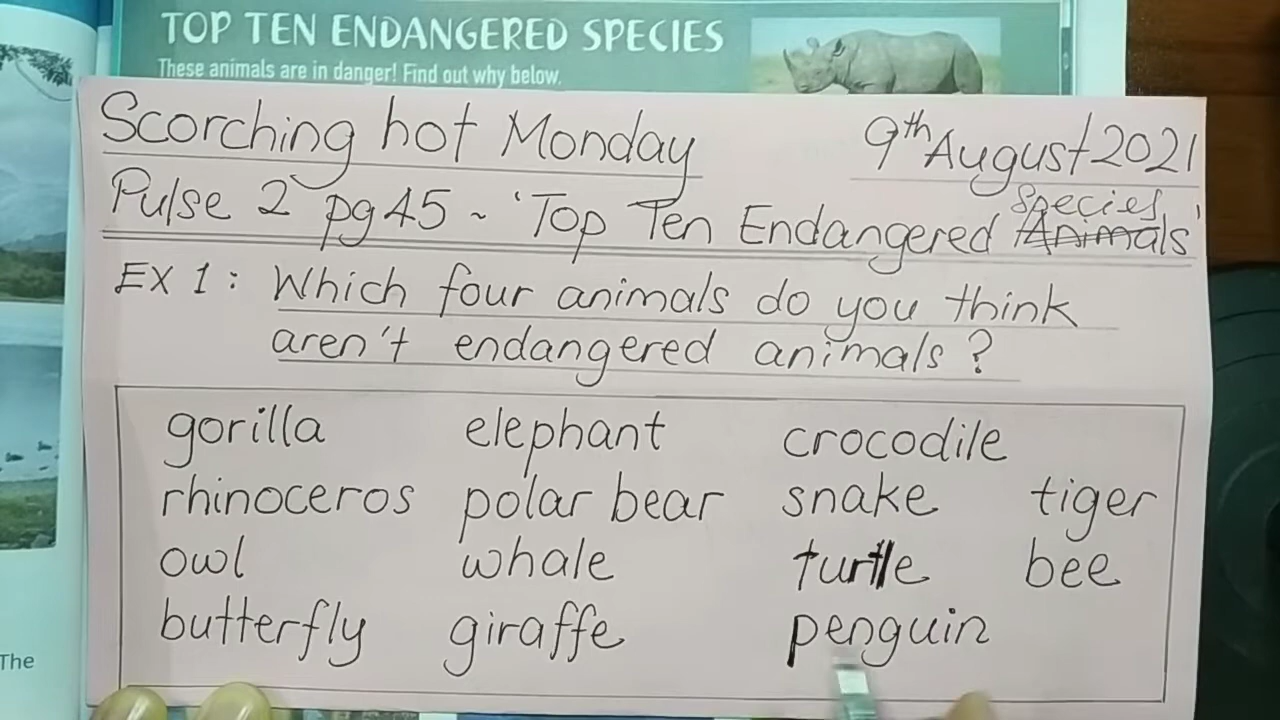 TOP TEN ENDANGERED SPECIES
These animals are in danger! Find out why below.
Scorching hot Monday 9th August 2021
Pulse 2 pg 45 ~ 'Top Ten Endangered Animals Species'
EX 1 : Which four animals do you think
aren't endangered animals ?
gorilla elephant crocodile
rhinoceros polar bear snake tiger
owl whale turtle bee
butterfly giraffe penguin
The